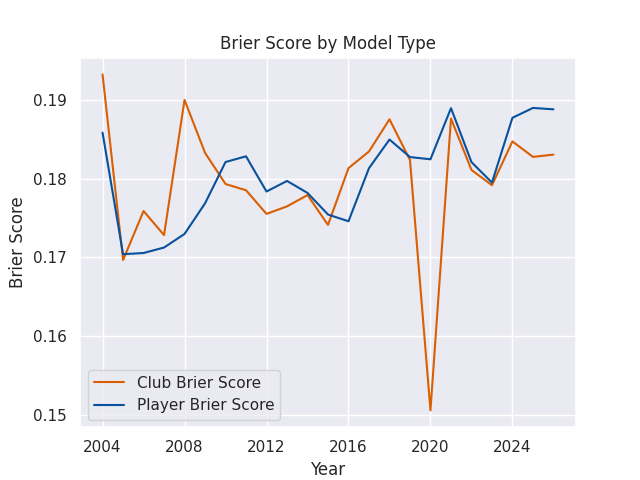 Brier Score by Model Type
Brier Score
0.19
0.18
0.17
0.16
0.15
Club Brier Score
Player Brier Score
2004
2008
2012
2016
2020
2024
Year